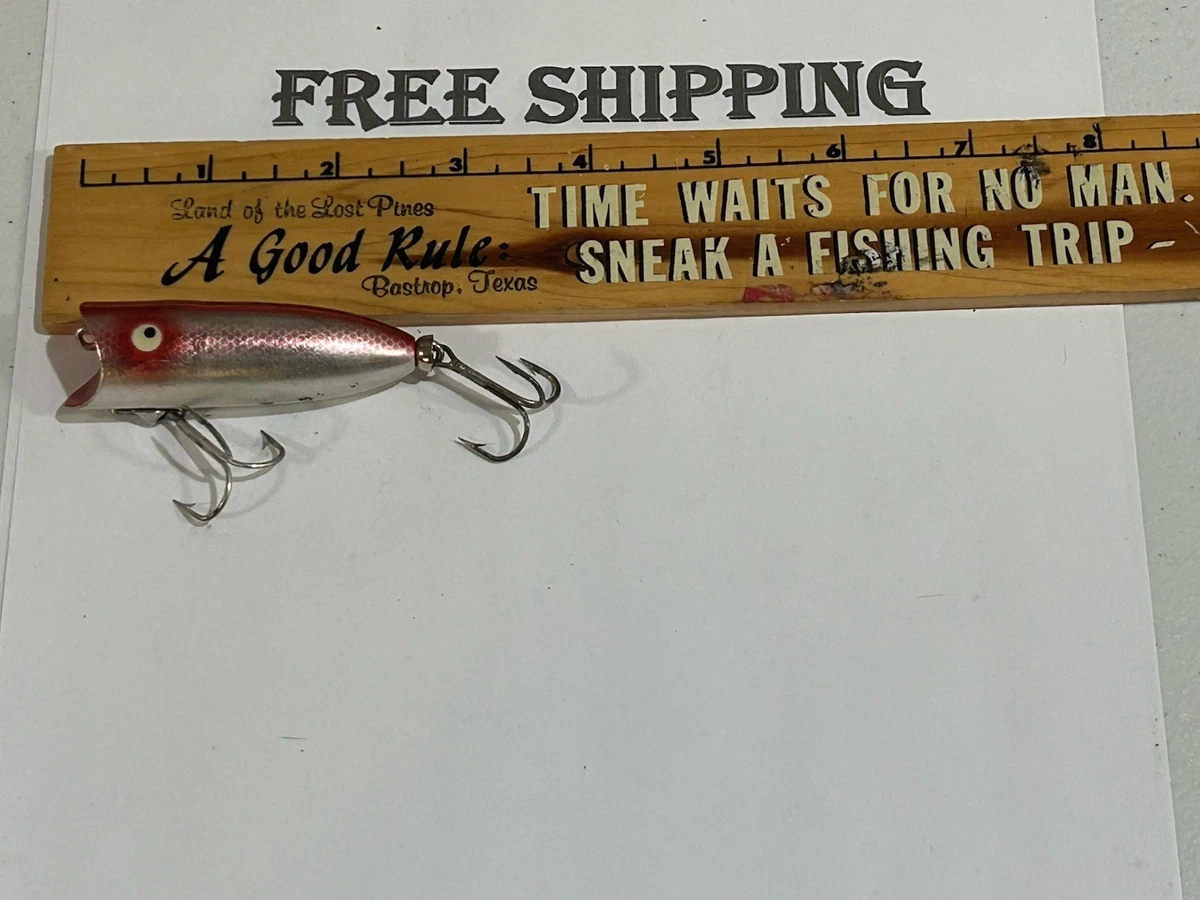 FREE SHIPPING
1 2 3 4 5 6 7 8
Land of the Lost Pines
A Good Rule:
Bastrop, Texas
TIME WAITS FOR NO MAN.
SNEAK A FISHING TRIP -